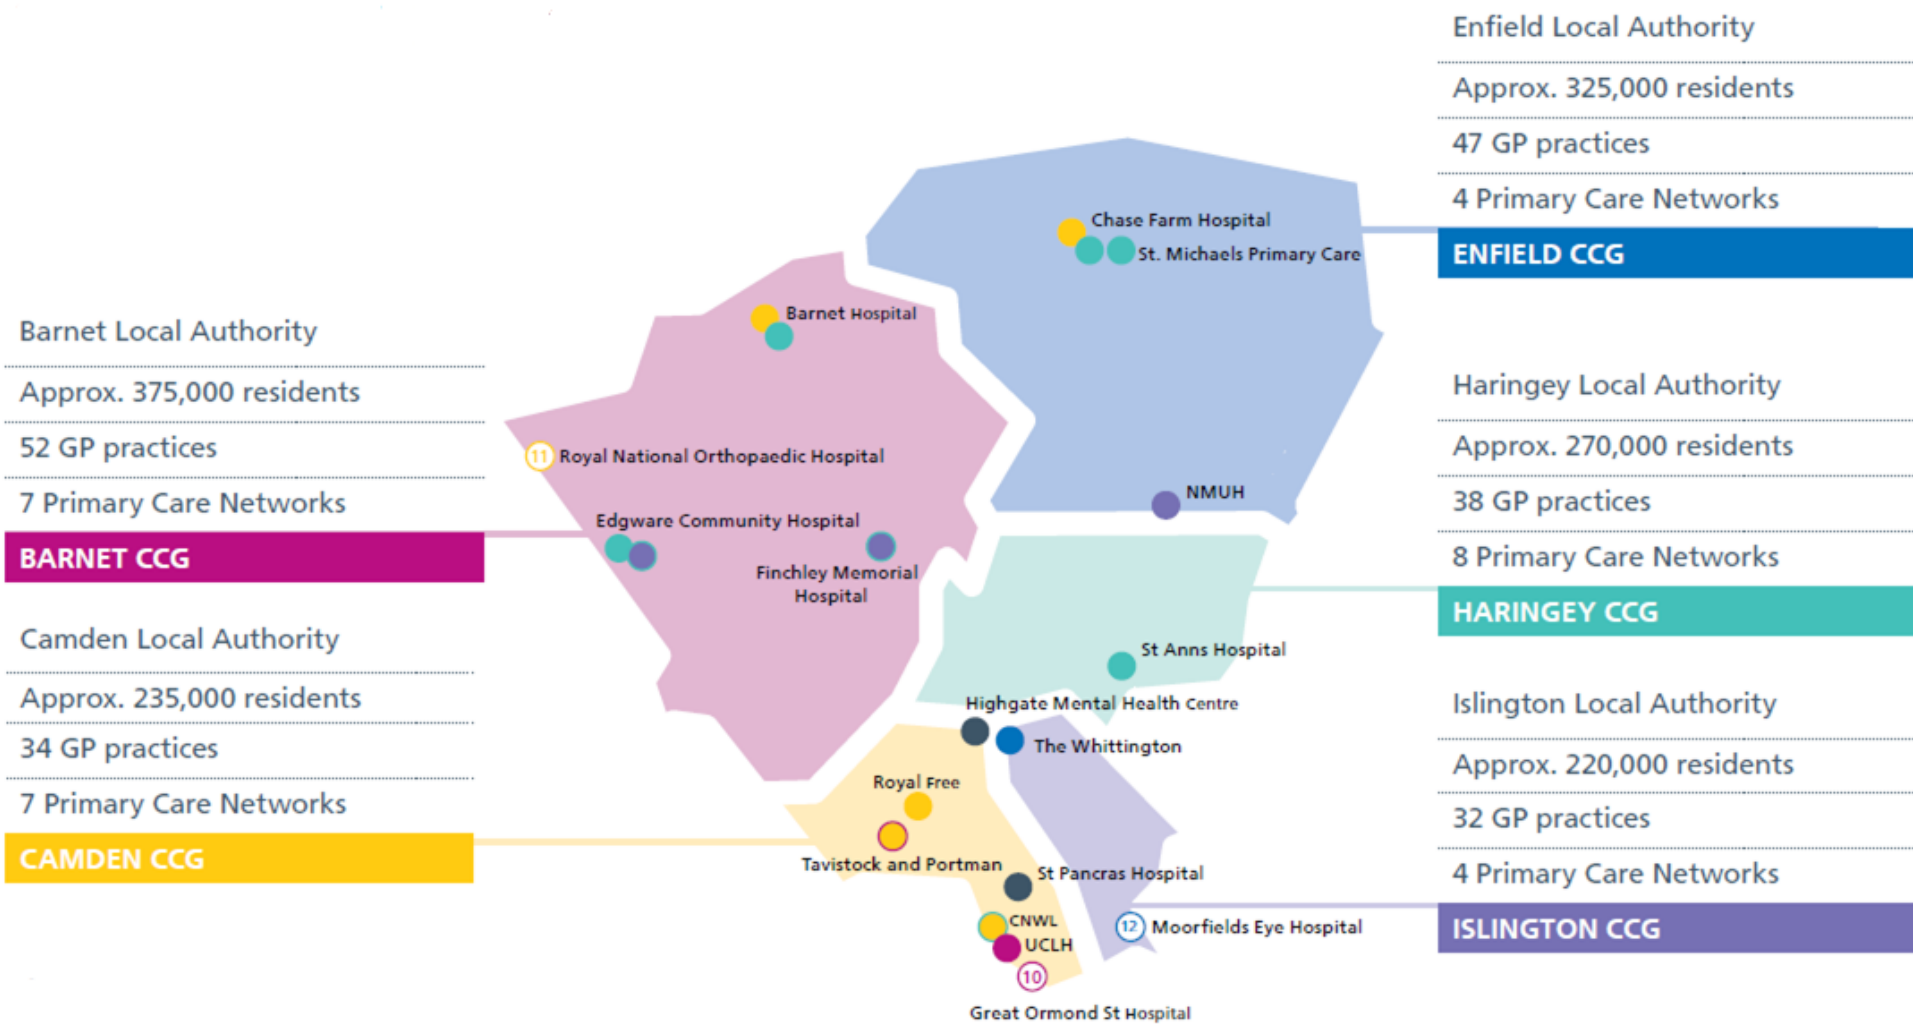 Enfield Local Authority
Approx. 325,000 residents
47 GP practices
4 Primary Care Networks
ENFIELD CCG
Chase Farm Hospital
St. Michaels Primary Care
Barnet Hospital
Barnet Local Authority
Approx. 375,000 residents
52 GP practices
7 Primary Care Networks
BARNET CCG
11 Royal National Orthopaedic Hospital
Edgware Community Hospital
Finchley Memorial
Hospital
NMUH
Haringey Local Authority
Approx. 270,000 residents
38 GP practices
8 Primary Care Networks
HARINGEY CCG
St Anns Hospital
Highgate Mental Health Centre
The Whittington
Camden Local Authority
Approx. 235,000 residents
34 GP practices
7 Primary Care Networks
CAMDEN CCG
Royal Free
Tavistock and Portman
St Pancras Hospital
CNWL
UCLH
10
Great Ormond St Hospital
Islington Local Authority
Approx. 220,000 residents
32 GP practices
4 Primary Care Networks
ISLINGTON CCG
12 Moorfields Eye Hospital